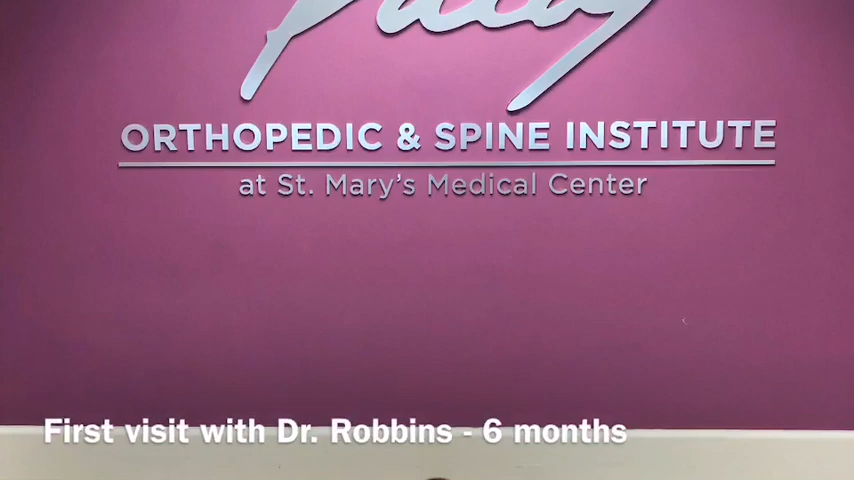 ORTHOPEDIC & SPINE INSTITUTE
at St. Mary's Medical Center
First visit with Dr. Robbins - 6 months